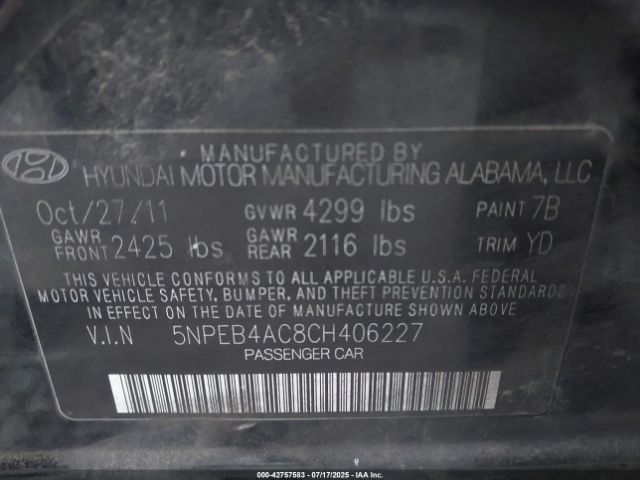 MANUFACTURED BY
HYUNDAI MOTOR MANUFACTURING ALABAMA, LLC
Oct/27/11 GVWR 4299 lbs PAINT 7B
GAWR FRONT 2425 lbs GAWR REAR 2116 lbs TRIM YD
THIS VEHICLE CONFORMS TO ALL APPLICABLE U.S.A. FEDERAL
MOTOR VEHICLE SAFETY, BUMPER, AND THEFT PREVENTION STANDARDS
IN EFFECT ON THE DATE OF MANUFACTURE SHOWN ABOVE
V.I.N 5NPEB4AC8CH406227
PASSENGER CAR
000-42757583 - 07/17/2025 - IAA Inc.